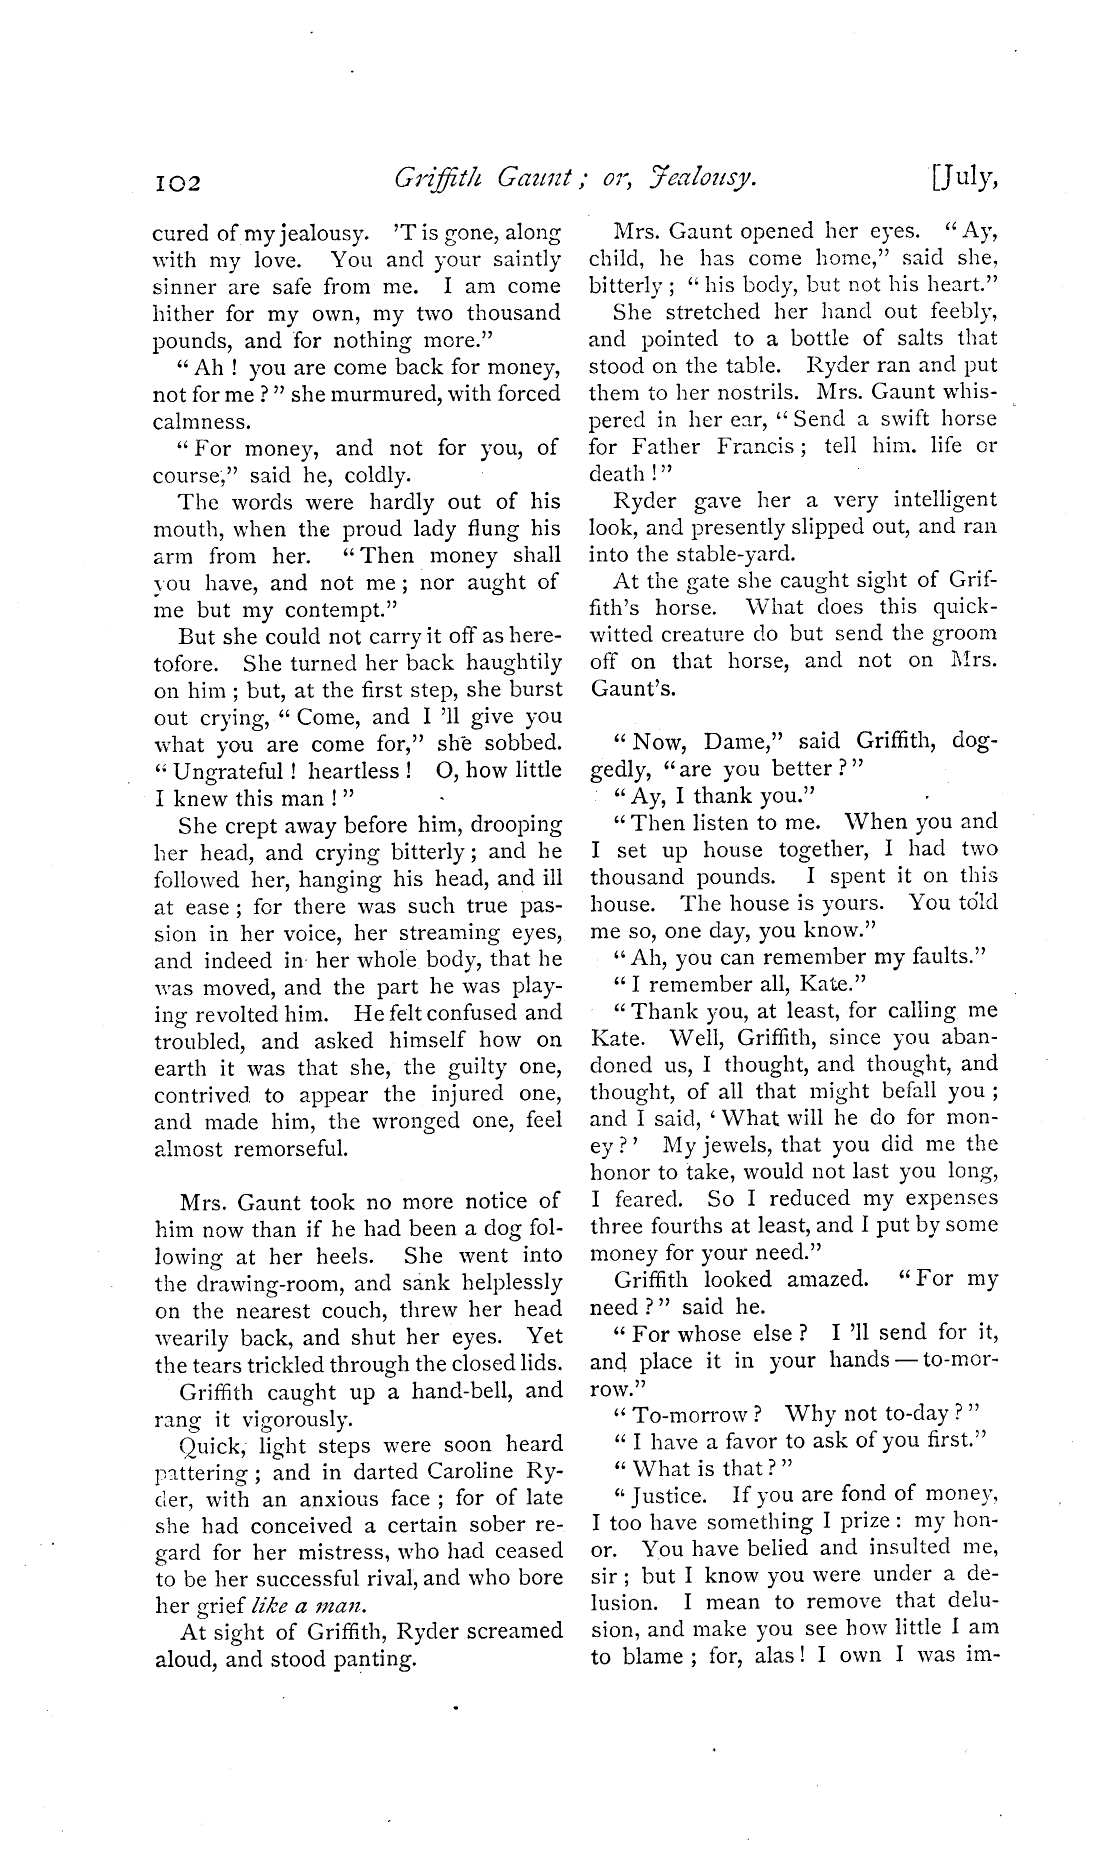 102 Griffith Gaunt; or, Jealousy. [July,
cured of my jealousy. 'T is gone, along
with my love. You and your saintly
sinner are safe from me. I am come
hither for my own, my two thousand
pounds, and for nothing more."
"Ah! you are come back for money,
not for me?" she murmured, with forced
calmness.
"For money, and not for you, of
course," said he, coldly.
The words were hardly out of his
mouth, when the proud lady flung his
arm from her. "Then money shall
you have, and not me; nor aught of
me but my contempt."
But she could not carry it off as here-
tofore. She turned her back haughtily
on him; but, at the first step, she burst
out crying, "Come, and I 'll give you
what you are come for," she sobbed.
"Ungrateful! heartless! O, how little
I knew this man!"
She crept away before him, drooping
her head, and crying bitterly; and he
followed her, hanging his head, and ill
at ease; for there was such true pas-
sion in her voice, her streaming eyes,
and indeed in her whole body, that he
was moved, and the part he was play-
ing revolted him. He felt confused and
troubled, and asked himself how on
earth it was that she, the guilty one,
contrived to appear the injured one,
and made him, the wronged one, feel
almost remorseful.
Mrs. Gaunt took no more notice of
him now than if he had been a dog fol-
lowing at her heels. She went into
the drawing-room, and sank helplessly
on the nearest couch, threw her head
wearily back, and shut her eyes. Yet
the tears trickled through the closed lids.
Griffith caught up a hand-bell, and
rang it vigorously.
Quick, light steps were soon heard
pattering; and in darted Caroline Ry-
der, with an anxious face; for of late
she had conceived a certain sober re-
gard for her mistress, who had ceased
to be her successful rival, and who bore
her grief like a man.
At sight of Griffith, Ryder screamed
aloud, and stood panting.
Mrs. Gaunt opened her eyes. "Ay,
child, he has come home," said she,
bitterly; "his body, but not his heart."
She stretched her hand out feebly,
and pointed to a bottle of salts that
stood on the table. Ryder ran and put
them to her nostrils. Mrs. Gaunt whis-
pered in her ear, "Send a swift horse
for Father Francis; tell him. life or
death!"
Ryder gave her a very intelligent
look, and presently slipped out, and ran
into the stable-yard.
At the gate she caught sight of Grif-
fith's horse. What does this quick-
witted creature do but send the groom
off on that horse, and not on Mrs.
Gaunt's.
"Now, Dame," said Griffith, dog-
gedly, "are you better?"
"Ay, I thank you."
"Then listen to me. When you and
I set up house together, I had two
thousand pounds. I spent it on this
house. The house is yours. You told
me so, one day, you know."
"Ah, you can remember my faults."
"I remember all, Kate."
"Thank you, at least, for calling me
Kate. Well, Griffith, since you aban-
doned us, I thought, and thought, and
thought, of all that might befall you;
and I said, 'What will he do for mon-
ey?' My jewels, that you did me the
honor to take, would not last you long,
I feared. So I reduced my expenses
three fourths at least, and I put by some
money for your need."
Griffith looked amazed. "For my
need?" said he.
"For whose else? I 'll send for it,
and place it in your hands — to-mor-
row."
"To-morrow? Why not to-day?"
"I have a favor to ask of you first."
"What is that?"
"Justice. If you are fond of money,
I too have something I prize: my hon-
or. You have belied and insulted me,
sir; but I know you were under a de-
lusion. I mean to remove that delu-
sion, and make you see how little I am
to blame; for, alas! I own I was im-